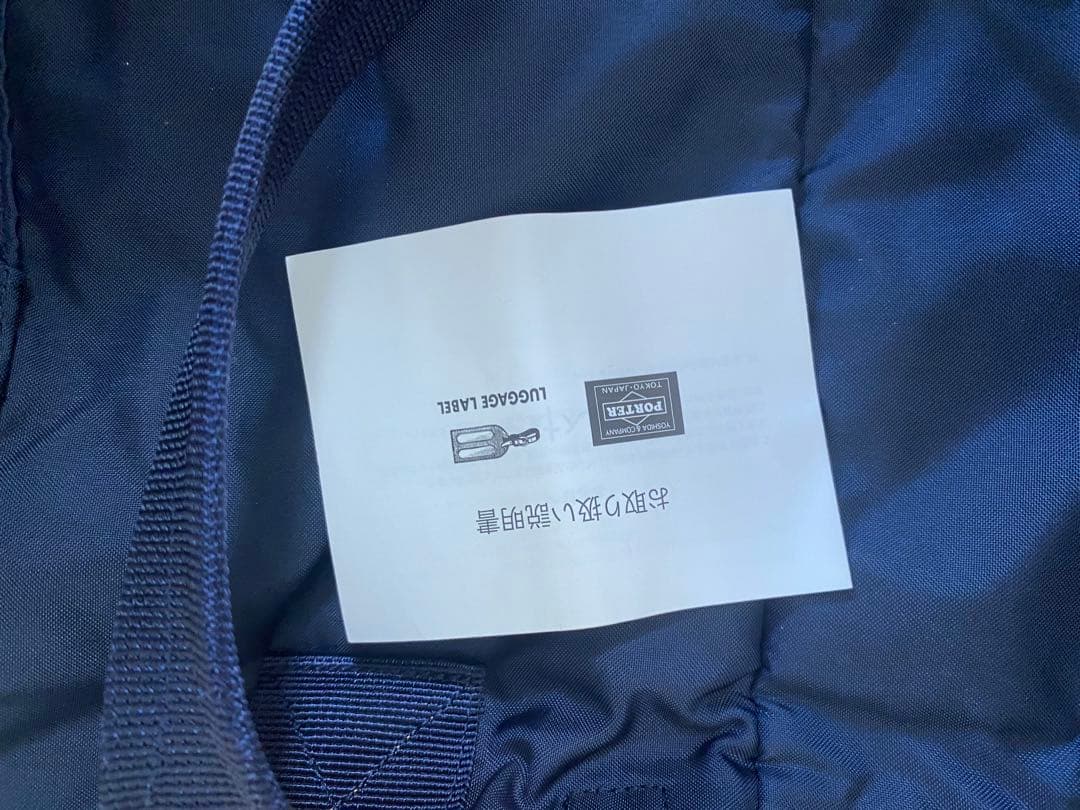 お取り扱い説明書
YOSHIDA & COMPANY
PORTER
TOKYO・JAPAN
LUGGAGE LABEL